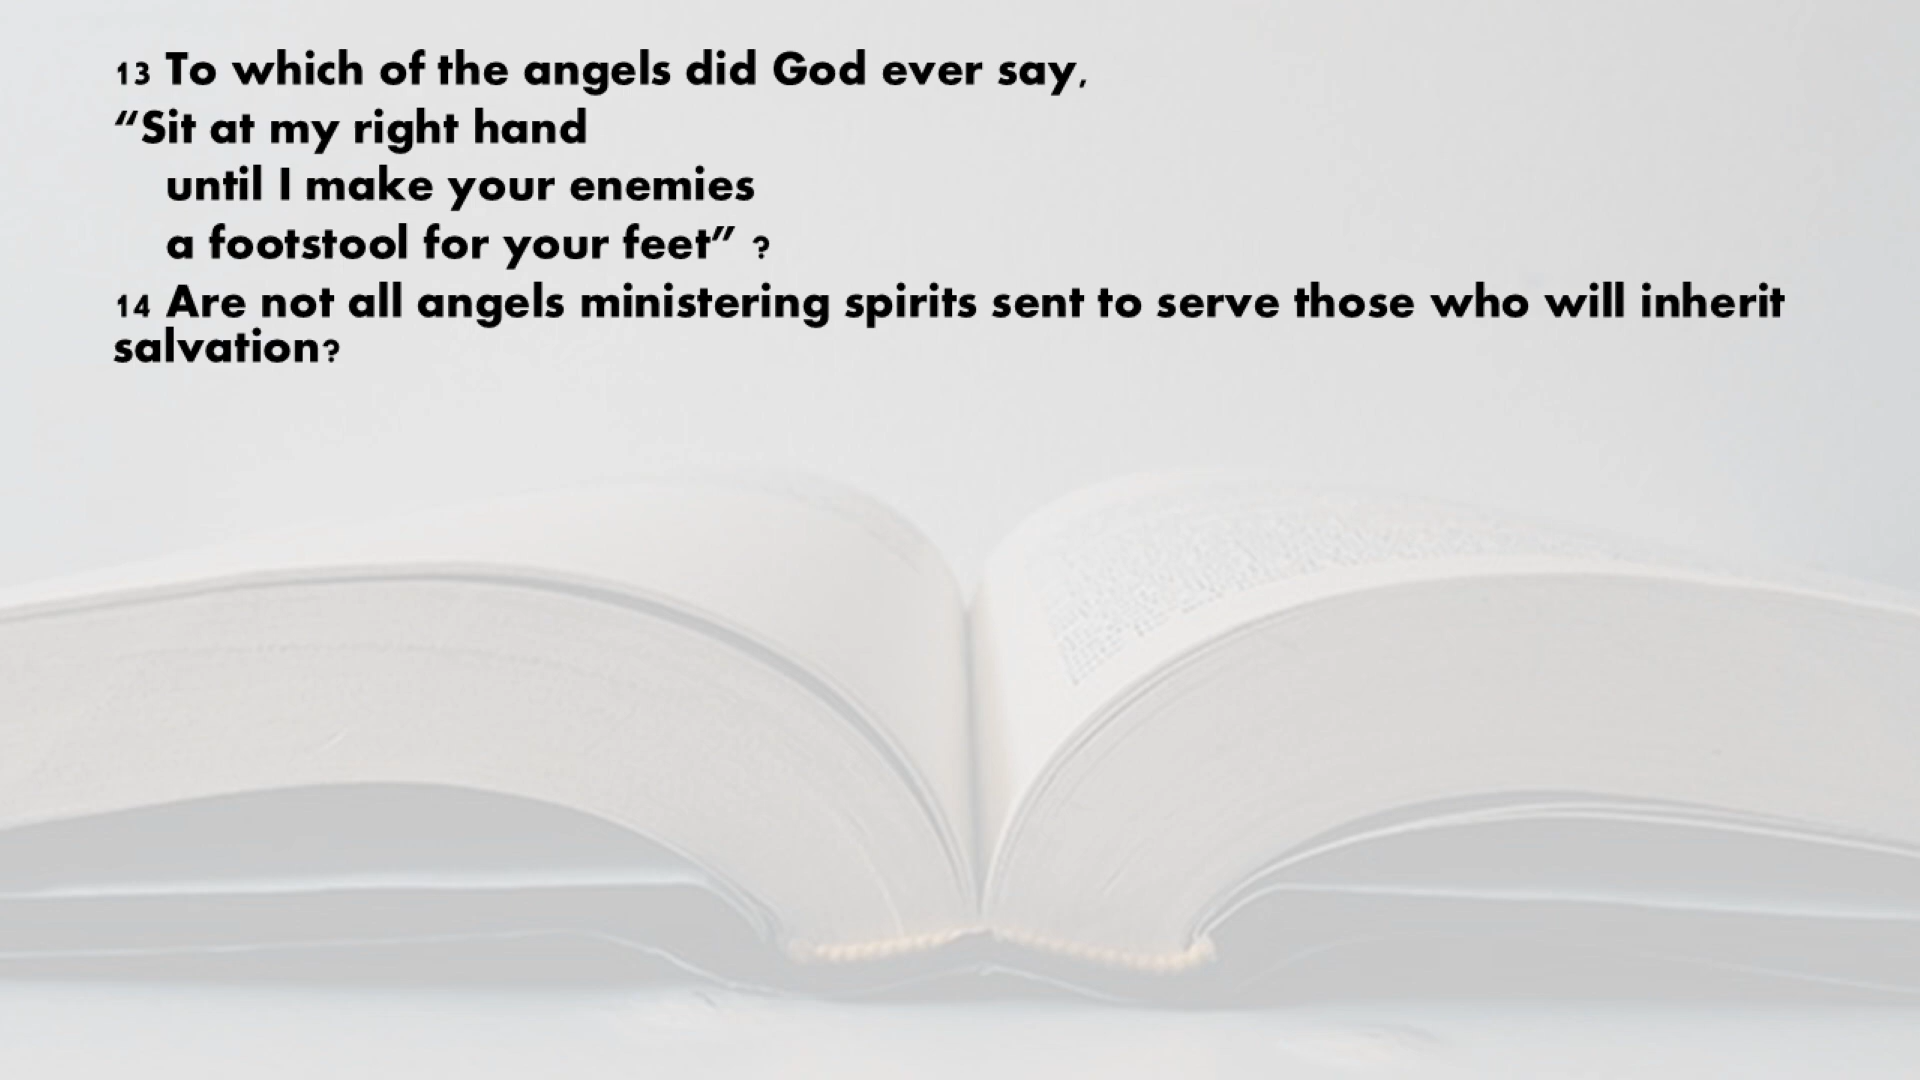 13 To which of the angels did God ever say,
“Sit at my right hand
until I make your enemies
a footstool for your feet” ?
14 Are not all angels ministering spirits sent to serve those who will inherit
salvation?